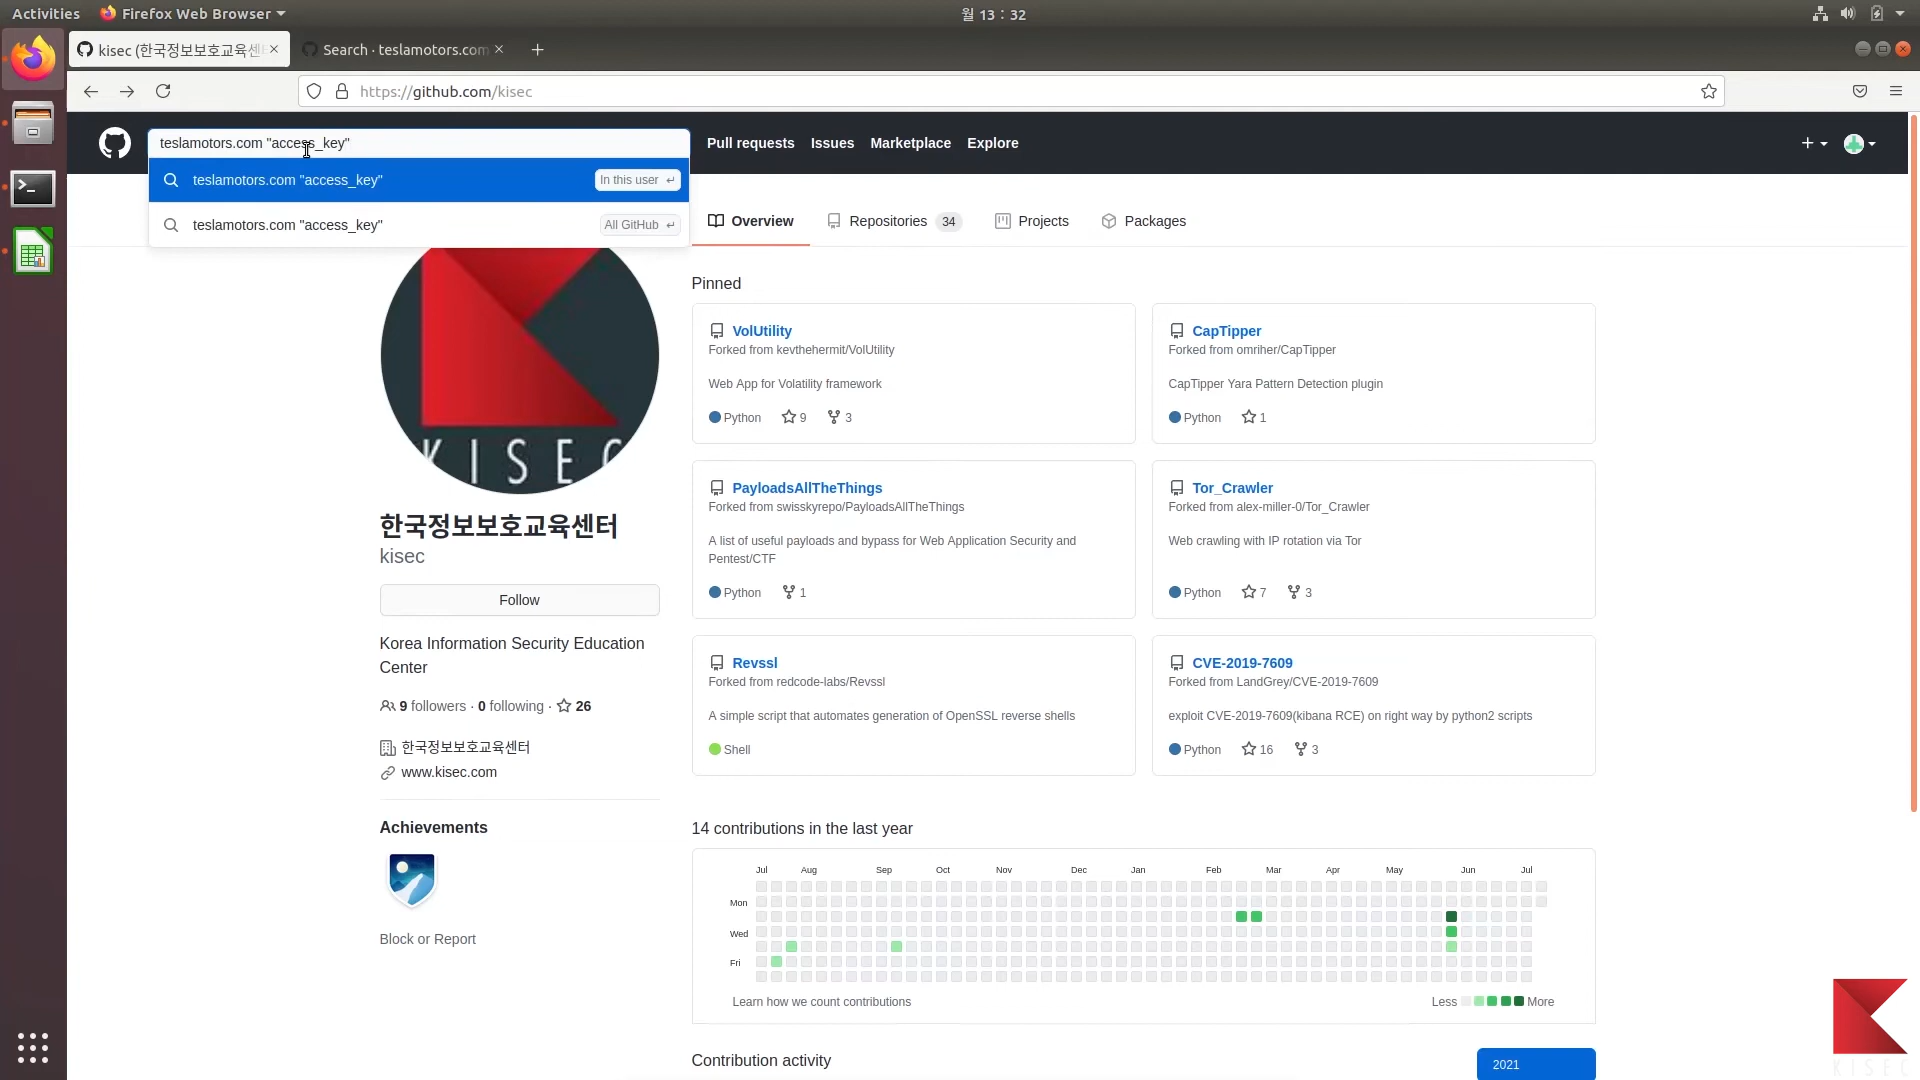 Activities
Firefox Web Browser
월 13 : 32
kisec (한국정보보호교육센
Search · teslamotors.com
https://github.com/kisec
teslamotors.com "access_key"
Pull requests
Issues
Marketplace
Explore
teslamotors.com "access_key"
In this user ↵
teslamotors.com "access_key"
All GitHub ↵
Overview
Repositories 34
Projects
Packages
KISEC
한국정보보호교육센터
kisec
Follow
Korea Information Security Education
Center
9 followers · 0 following · 26
한국정보보호교육센터
www.kisec.com
Achievements
Block or Report
Pinned
VolUtility
Forked from kevthehermit/VolUtility
Web App for Volatility framework
Python 9 3
CapTipper
Forked from omriher/CapTipper
CapTipper Yara Pattern Detection plugin
Python 1
PayloadsAllTheThings
Forked from swisskyrepo/PayloadsAllTheThings
A list of useful payloads and bypass for Web Application Security and
Pentest/CTF
Python 1
Tor_Crawler
Forked from alex-miller-0/Tor_Crawler
Web crawling with IP rotation via Tor
Python 7 3
Revssl
Forked from redcode-labs/Revssl
A simple script that automates generation of OpenSSL reverse shells
Shell
CVE-2019-7609
Forked from LandGrey/CVE-2019-7609
exploit CVE-2019-7609(kibana RCE) on right way by python2 scripts
Python 16 3
14 contributions in the last year
Jul Aug Sep Oct Nov Dec Jan Feb Mar Apr May Jun Jul
Mon
Wed
Fri
Learn how we count contributions
Less
More
Contribution activity
2021
KISEC